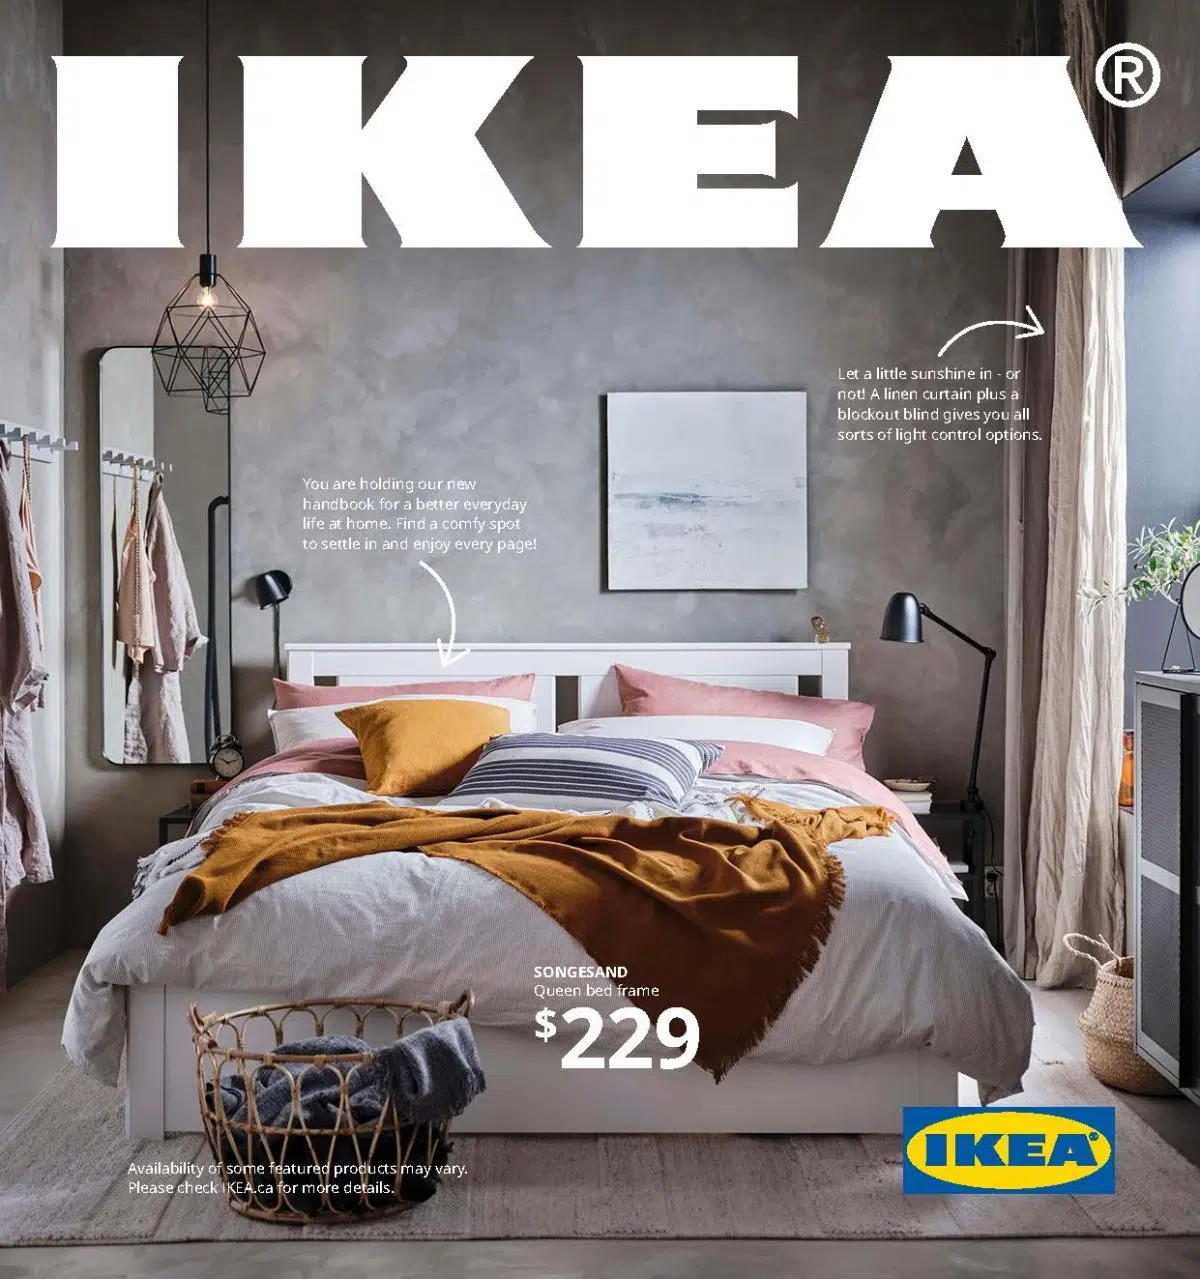 IKEA®
Let a little sunshine in - or
not! A linen curtain plus a
blockout blind gives you all
sorts of light control options.
You are holding our new
handbook for a better everyday
life at home. Find a comfy spot
to settle in and enjoy every page!
SONGESAND
Queen bed frame
$229
IKEA®
Availability of some featured products may vary.
Please check IKEA.ca for more details.